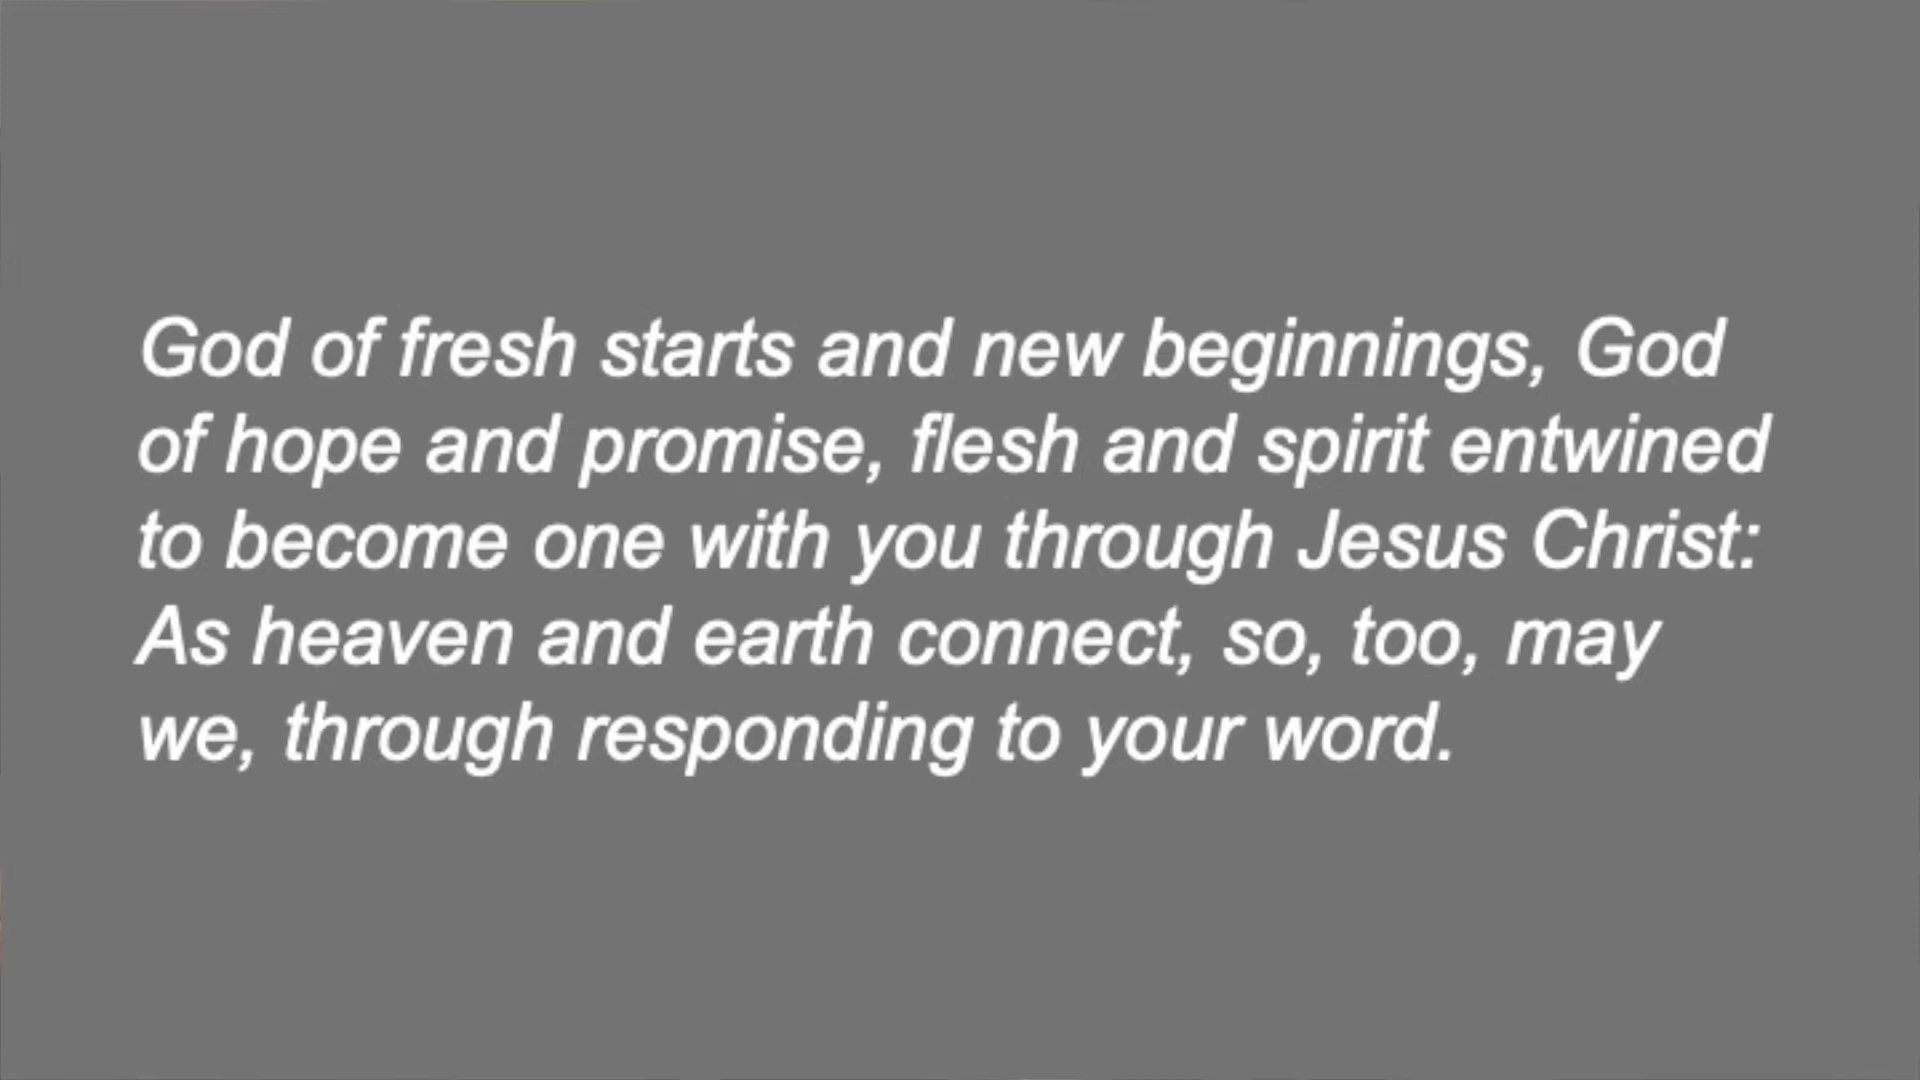 God of fresh starts and new beginnings, God
of hope and promise, flesh and spirit entwined
to become one with you through Jesus Christ:
As heaven and earth connect, so, too, may
we, through responding to your word.